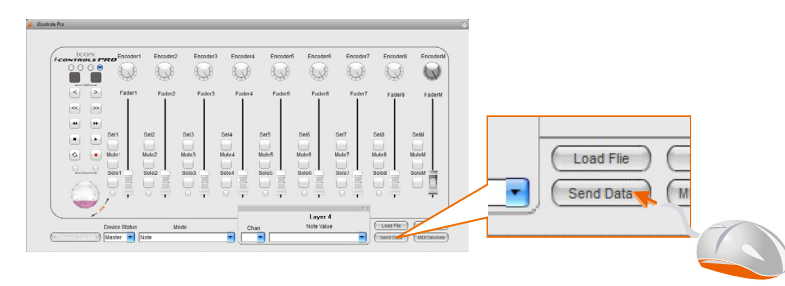 iControls Pro
icon
iCONTROLS PRO
Encoder1 Encoder2 Encoder3 Encoder4 Encoder5 Encoder6 Encoder7 Encoder8 EncoderM
Fader1 Fader2 Fader3 Fader4 Fader5 Fader6 Fader7 Fader8 FaderM
Sel1 Sel2 Sel3 Sel4 Sel5 Sel6 Sel7 Sel8 SelM
Mute1 Mute2 Mute3 Mute4 Mute5 Mute6 Mute7 Mute8 MuteM
Solo1 Solo2 Solo3 Solo4 Solo5 Solo6 Solo7 Solo8 SoloM
Layer 4
Device Status Mode Chan Note Value
Master Note
Load Flie
Send Data MIDI Devices
Load Flie
Send Data M